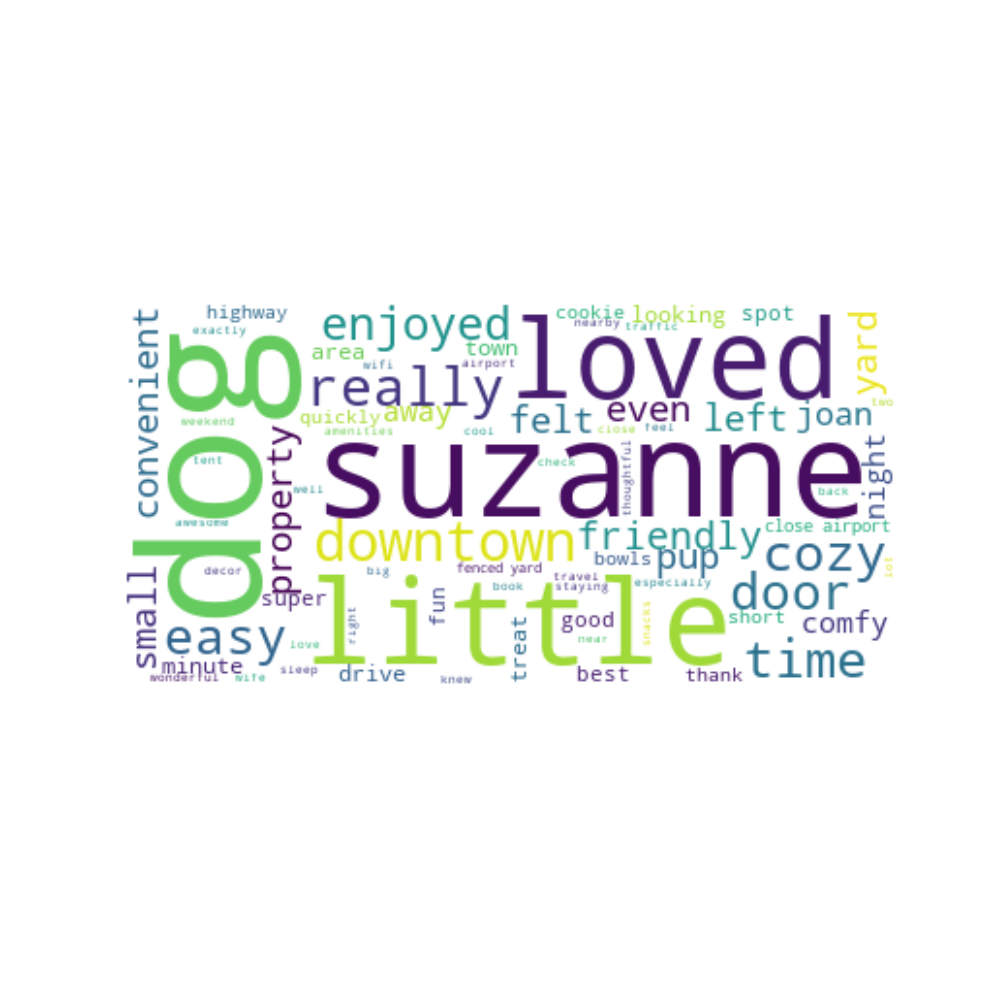 highway
cookie
looking
spot
convenient
exactly
enjoyed
nearby
traffic
loved
yard
area
town
wifi
airport
dog
really
quickly
away
felt
even
left
joan
two
weekend
amenities
cool
close
feel
property
suzanne
night
tent
check
thoughtful
well
back
awesome
downtown
friendly
close airport
small
decor
big
fenced yard
bowls
pup
cozy
lot
travel
staying
especially
book
super
little
door
fun
right
treat
good
snacks
short
comfy
easy
love
near
time
minute
sleep
wonderful
wife
drive
knew
best
thank